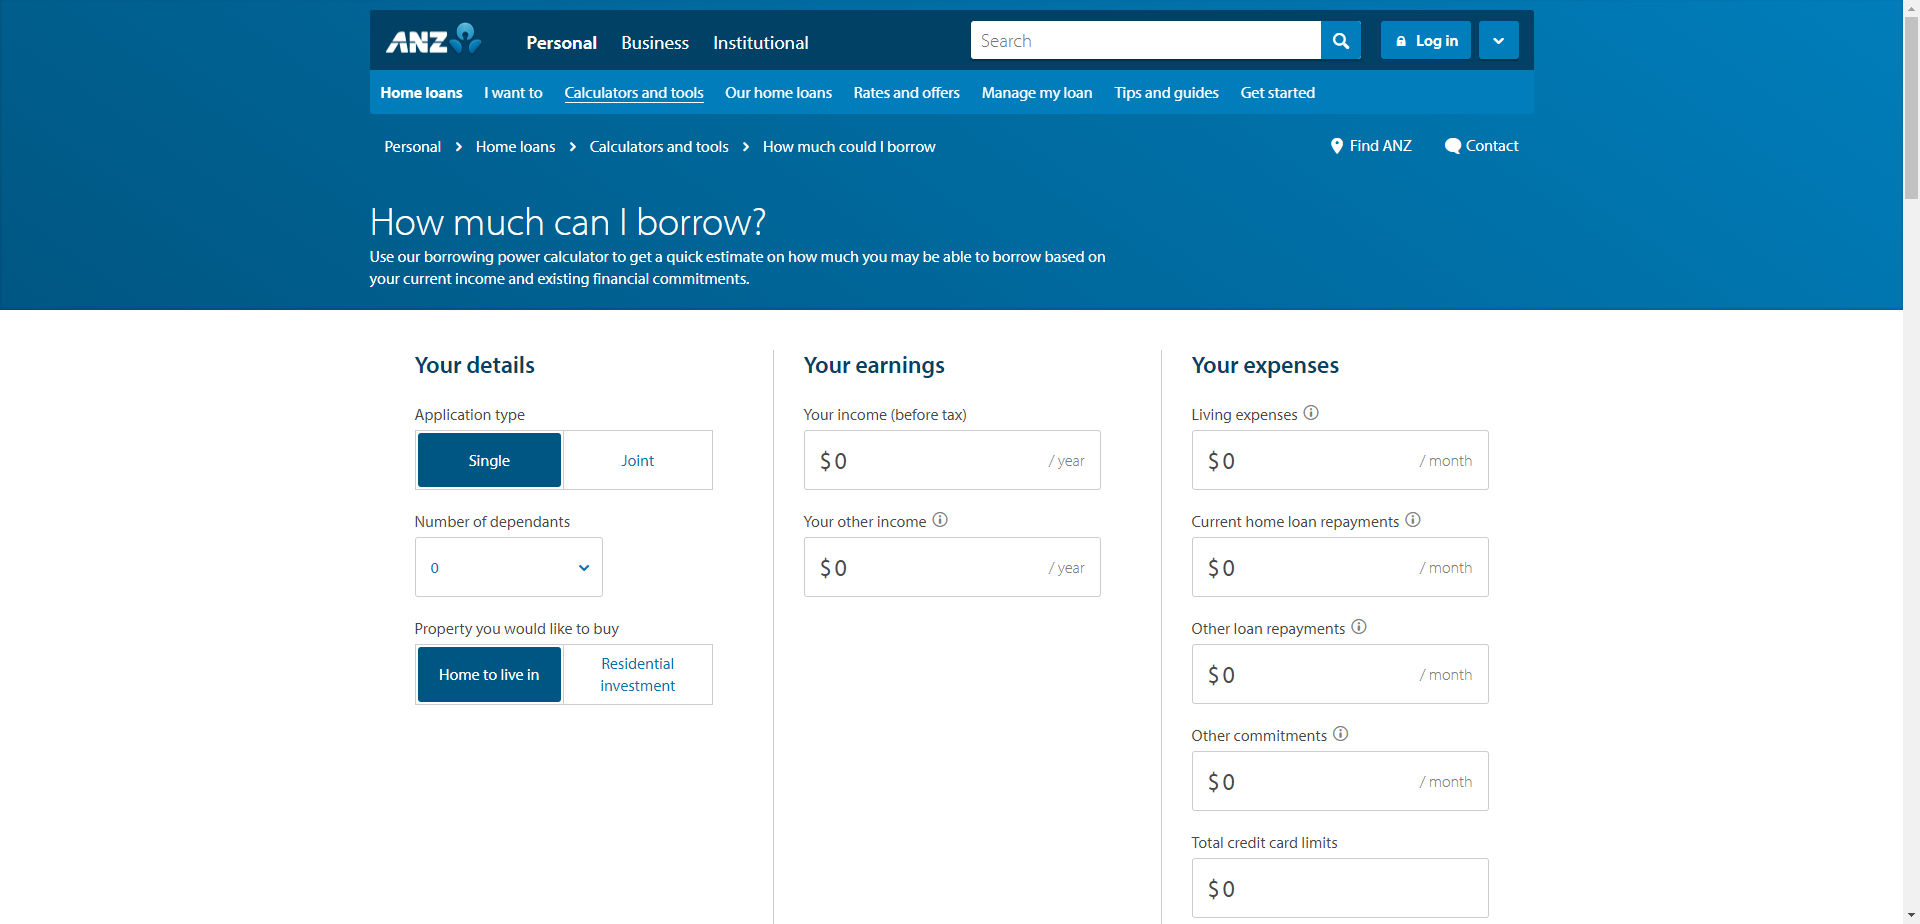 ANZ
Personal Business Institutional
Search
Log in
Home loans I want to Calculators and tools Our home loans Rates and offers Manage my loan Tips and guides Get started
Personal Home loans Calculators and tools How much could I borrow
Find ANZ Contact
How much can I borrow?
Use our borrowing power calculator to get a quick estimate on how much you may be able to borrow based on
your current income and existing financial commitments.
Your details
Application type
Single Joint
Number of dependants
0
Property you would like to buy
Home to live in
Residential
investment
Your earnings
Your income (before tax)
$ 0 / year
Your other income
$ 0 / year
Your expenses
Living expenses
$ 0 / month
Current home loan repayments
$ 0 / month
Other loan repayments
$ 0 / month
Other commitments
$ 0 / month
Total credit card limits
$ 0